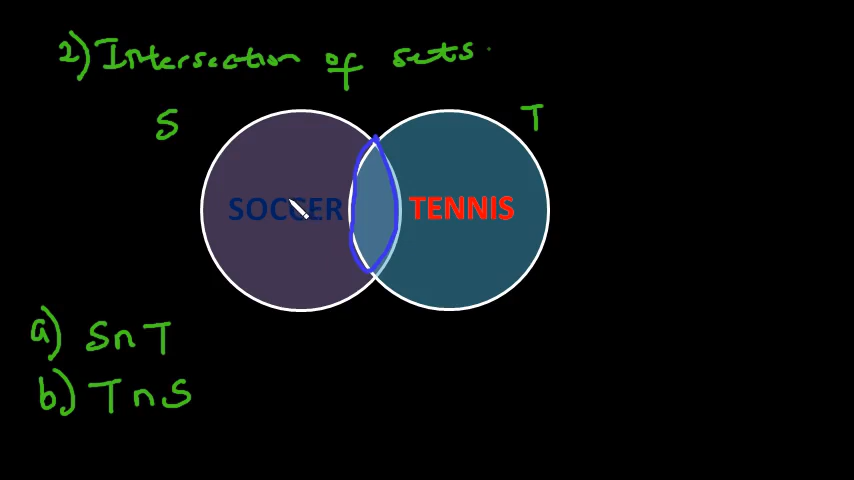 2) Intersection of sets
S
T
SOCCER
TENNIS
a) S∩T
b) T∩S